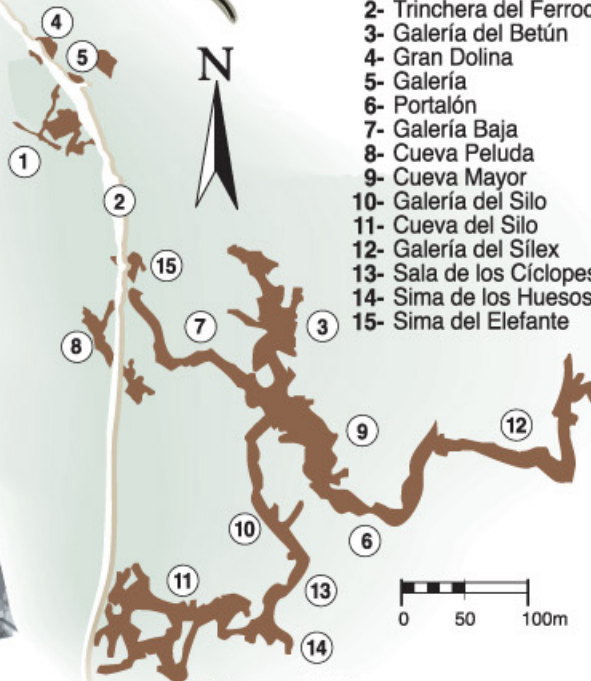 2- Trinchera del
3- Galería del Betún
4- Gran Dolina
5- Galería
6- Portalón
7- Galería Baja
8- Cueva Peluda
9- Cueva Mayor
10- Galería del Silo
11- Cueva del Silo
12- Galería del Sílex
13- Sala de los Cíclopes
14- Sima de los Huesos
15- Sima del Elefante
4
5
N
1
2
15
7
3
8
9
12
10
6
11
13
14
0 50 100m